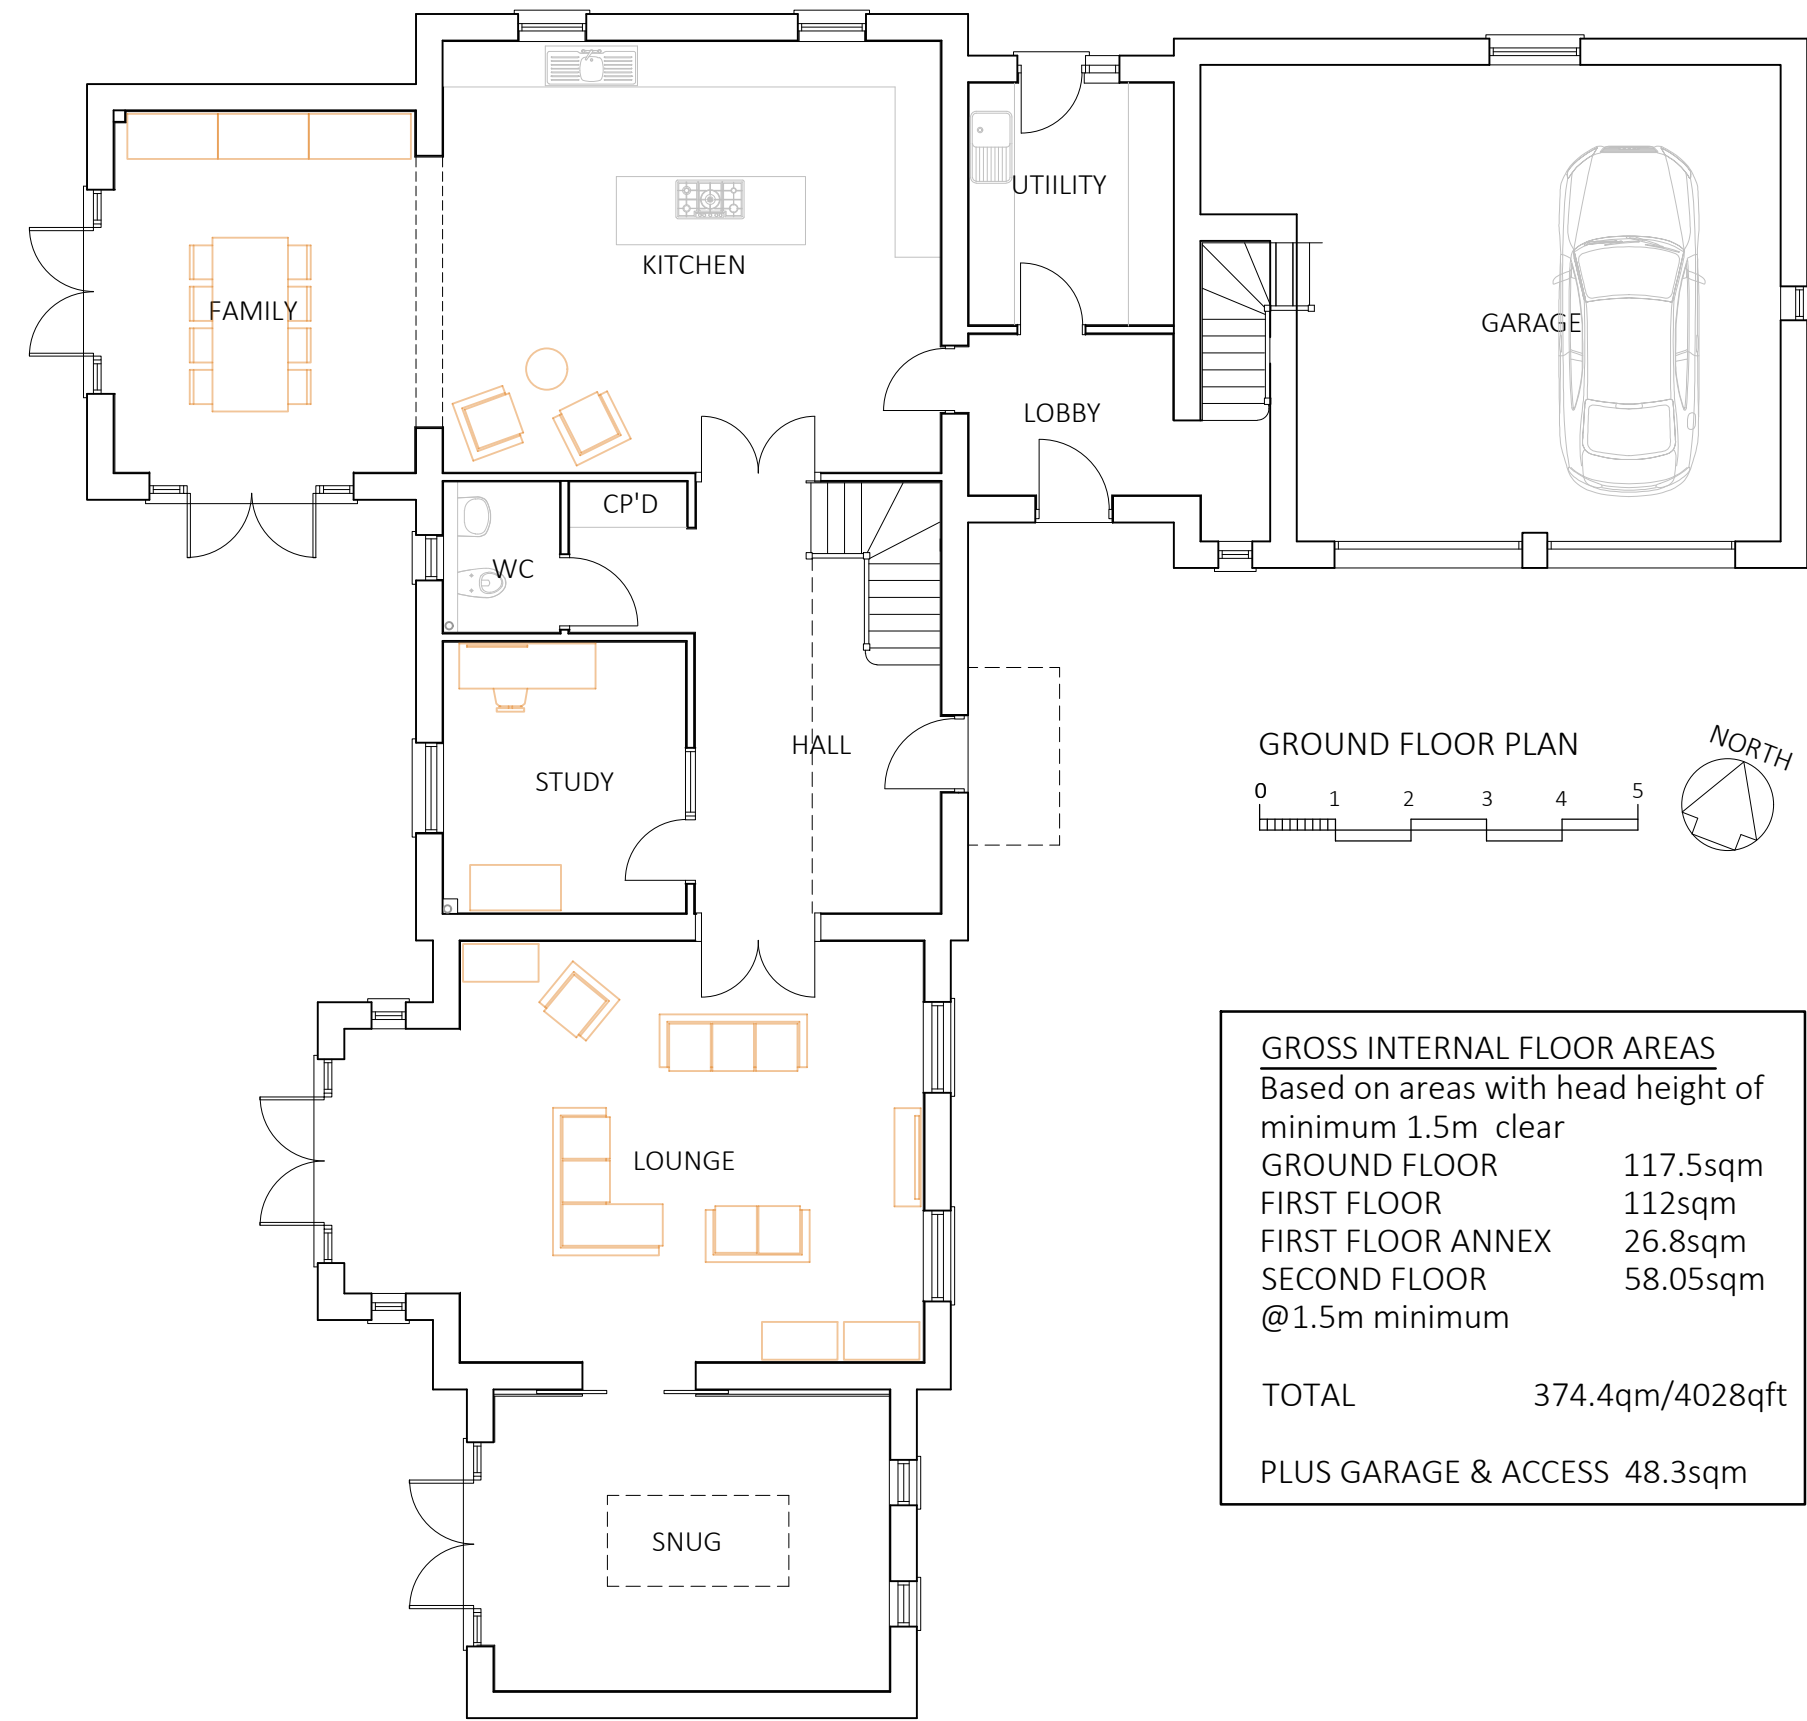 UTIILITY
KITCHEN
FAMILY
GARAGE
LOBBY
CP'D
WC
HALL
STUDY
GROUND FLOOR PLAN
NORTH
0 1 2 3 4 5
LOUNGE
SNUG
GROSS INTERNAL FLOOR AREAS
Based on areas with head height of
minimum 1.5m clear
GROUND FLOOR 117.5sqm
FIRST FLOOR 112sqm
FIRST FLOOR ANNEX 26.8sqm
SECOND FLOOR 58.05sqm
@1.5m minimum
TOTAL 374.4qm/4028qft
PLUS GARAGE & ACCESS 48.3sqm